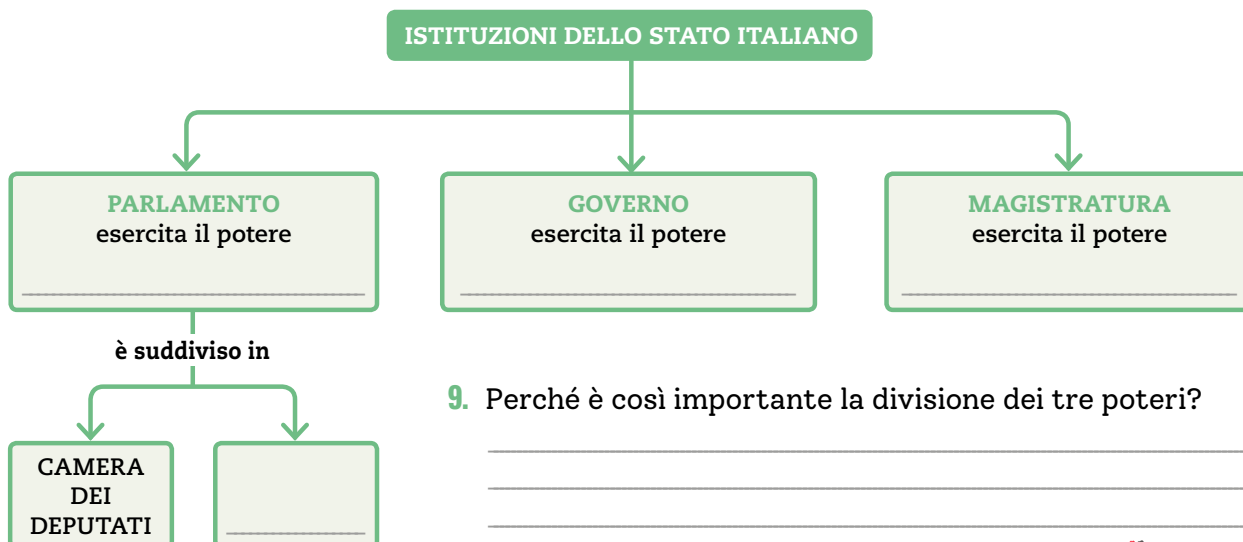 ISTITUZIONI DELLO STATO ITALIANO
PARLAMENTO
esercita il potere
GOVERNO
esercita il potere
MAGISTRATURA
esercita il potere
è suddiviso in
CAMERA
DEI
DEPUTATI
9. Perché è così importante la divisione dei tre poteri?